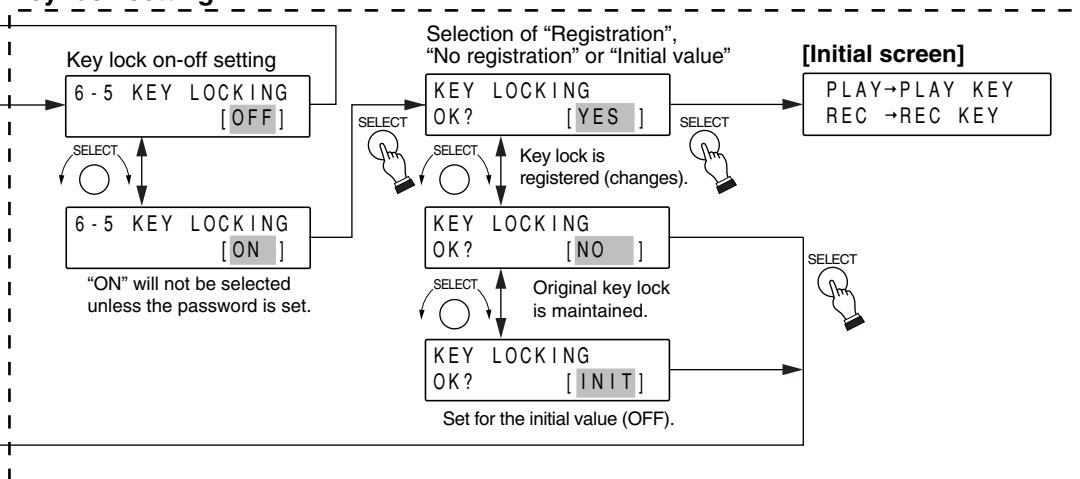 Key lock on-off setting
6-5 KEY LOCKING
[OFF]
SELECT
6-5 KEY LOCKING
[ON ]
"ON" will not be selected
unless the password is set.
SELECT
Selection of "Registration",
"No registration" or "Initial value"
KEY LOCKING
OK? [YES ]
SELECT
Key lock is
registered (changes).
SELECT
KEY LOCKING
OK? [NO ]
SELECT
Original key lock
is maintained.
KEY LOCKING
OK? [INIT]
Set for the initial value (OFF).
[Initial screen]
PLAY→PLAY KEY
REC →REC KEY
SELECT